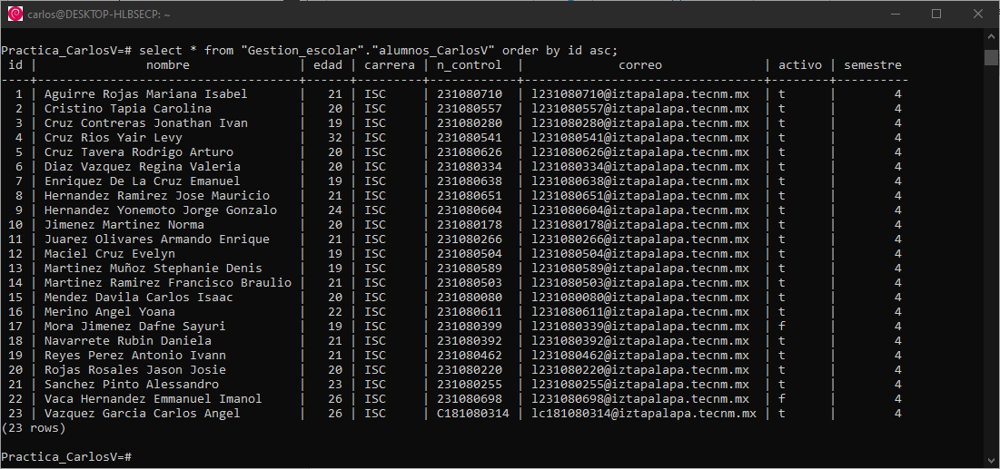 carlos@DESKTOP-HLBSECP: ~
Practica_CarlosV=# select * from "Gestion_escolar"."alumnos_CarlosV" order by id asc;
 id |               nombre               | edad | carrera | n_control  |             correo             | activo | semestre
----+------------------------------------+------+---------+------------+--------------------------------+--------+----------
  1 | Aguirre Rojas Mariana Isabel       |   21 | ISC     | 231080710  | l231080710@iztapalapa.tecnm.mx | t      |        4
  2 | Cristino Tapia Carolina            |   20 | ISC     | 231080557  | l231080557@iztapalapa.tecnm.mx | t      |        4
  3 | Cruz Contreras Jonathan Ivan       |   19 | ISC     | 231080280  | l231080280@iztapalapa.tecnm.mx | t      |        4
  4 | Cruz Rios Yair Levy                |   32 | ISC     | 231080541  | l231080541@iztapalapa.tecnm.mx | t      |        4
  5 | Cruz Tavera Rodrigo Arturo         |   20 | ISC     | 231080626  | l231080626@iztapalapa.tecnm.mx | t      |        4
  6 | Diaz Vazquez Regina Valeria        |   20 | ISC     | 231080334  | l231080334@iztapalapa.tecnm.mx | t      |        4
  7 | Enriquez De La Cruz Emanuel        |   19 | ISC     | 231080638  | l231080638@iztapalapa.tecnm.mx | t      |        4
  8 | Hernandez Ramirez Jose Mauricio    |   21 | ISC     | 231080651  | l231080651@iztapalapa.tecnm.mx | t      |        4
  9 | Hernandez Yonemoto Jorge Gonzalo   |   24 | ISC     | 231080604  | l231080604@iztapalapa.tecnm.mx | t      |        4
 10 | Jimenez Martinez Norma             |   20 | ISC     | 231080178  | l231080178@iztapalapa.tecnm.mx | t      |        4
 11 | Juarez Olivares Armando Enrique    |   21 | ISC     | 231080266  | l231080266@iztapalapa.tecnm.mx | t      |        4
 12 | Maciel Cruz Evelyn                 |   19 | ISC     | 231080504  | l231080504@iztapalapa.tecnm.mx | t      |        4
 13 | Martinez Muñoz Stephanie Denis     |   19 | ISC     | 231080589  | l231080589@iztapalapa.tecnm.mx | t      |        4
 14 | Martinez Ramirez Francisco Braulio |   21 | ISC     | 231080503  | l231080503@iztapalapa.tecnm.mx | t      |        4
 15 | Mendez Davila Carlos Isaac         |   20 | ISC     | 231080080  | l231080080@iztapalapa.tecnm.mx | t      |        4
 16 | Merino Angel Yoana                 |   22 | ISC     | 231080611  | l231080611@iztapalapa.tecnm.mx | t      |        4
 17 | Mora Jimenez Dafne Sayuri          |   19 | ISC     | 231080399  | l231080339@iztapalapa.tecnm.mx | f      |        4
 18 | Navarrete Rubin Daniela            |   21 | ISC     | 231080392  | l231080392@iztapalapa.tecnm.mx | t      |        4
 19 | Reyes Perez Antonio Ivann          |   21 | ISC     | 231080462  | l231080462@iztapalapa.tecnm.mx | t      |        4
 20 | Rojas Rosales Jason Josie          |   20 | ISC     | 231080220  | l231080220@iztapalapa.tecnm.mx | t      |        4
 21 | Sanchez Pinto Alessandro           |   23 | ISC     | 231080255  | l231080255@iztapalapa.tecnm.mx | t      |        4
 22 | Vaca Hernandez Emmanuel Imanol     |   26 | ISC     | 231080698  | l231080698@iztapalapa.tecnm.mx | f      |        4
 23 | Vazquez Garcia Carlos Angel        |   26 | ISC     | C181080314 | lc181080314@iztapalapa.tecnm.mx | t      |        4
(23 rows)
Practica_CarlosV=#